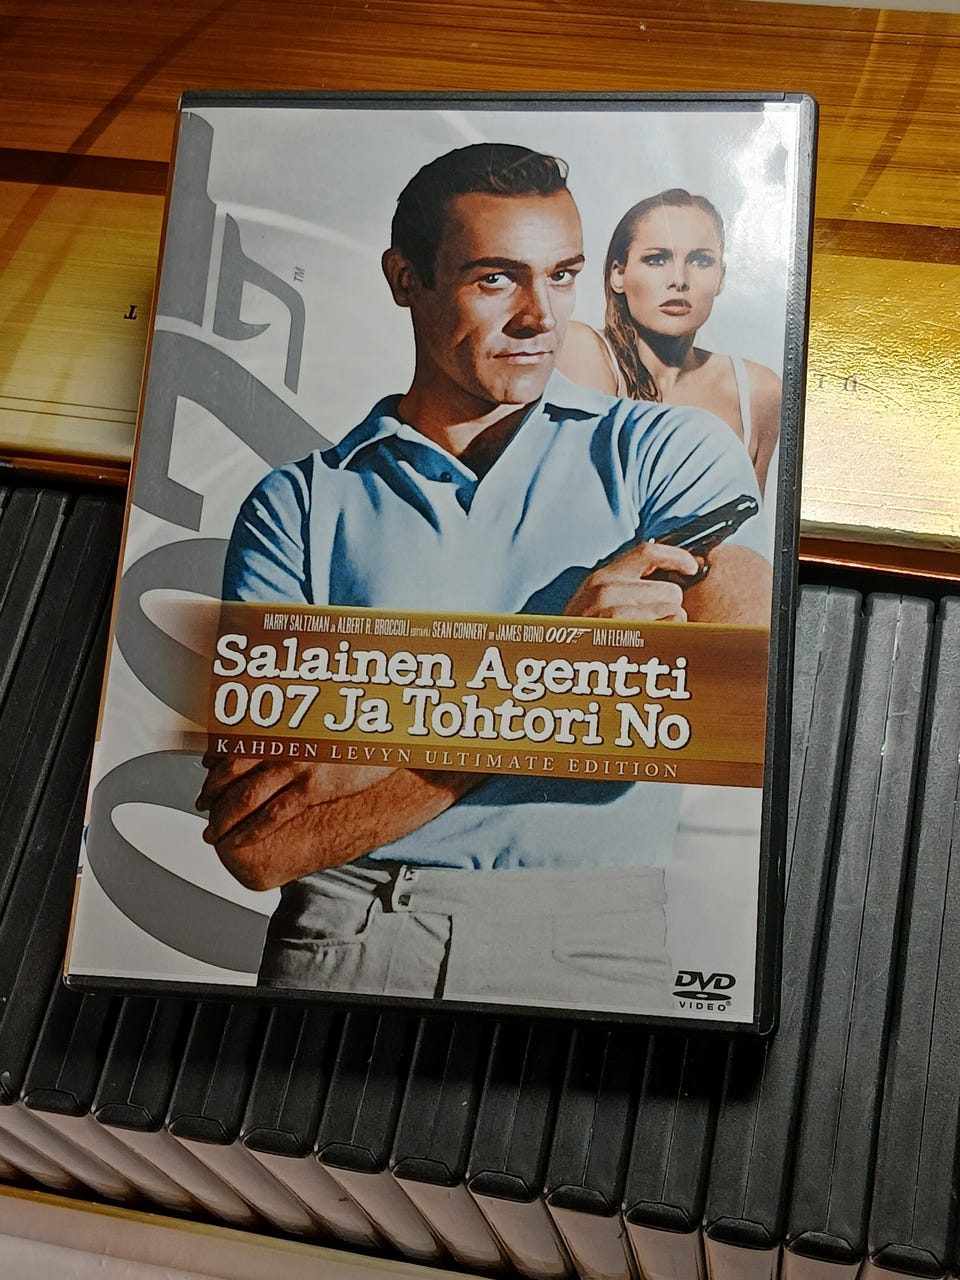 007
TM
HARRY SALTZMAN JA ALBERT R. BROCCOLI ESITTÄVÄT SEAN CONNERY ON JAMES BOND 007 IAN FLEMINGIN
Salainen Agentti
007 Ja Tohtori No
KAHDEN LEVYN ULTIMATE EDITION
DVD
VIDEO